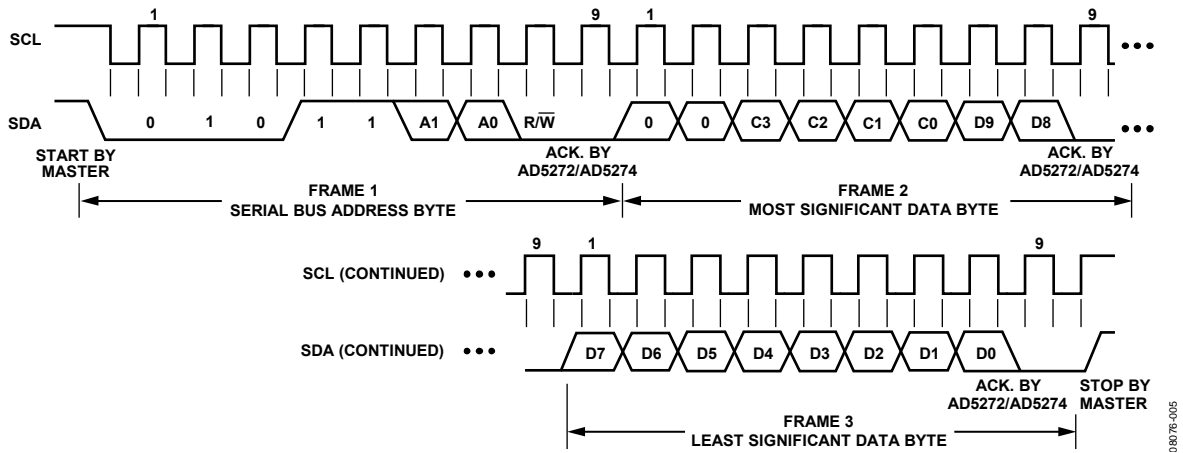 1 9 1 9
SCL
SDA 0 1 0 1 1 A1 A0 R/W̅ 0 0 C3 C2 C1 C0 D9 D8
START BY
MASTER
ACK. BY
AD5272/AD5274
ACK. BY
AD5272/AD5274
FRAME 1
SERIAL BUS ADDRESS BYTE
FRAME 2
MOST SIGNIFICANT DATA BYTE
9 1 9
SCL (CONTINUED)
SDA (CONTINUED) D7 D6 D5 D4 D3 D2 D1 D0
ACK. BY
AD5272/AD5274
STOP BY
MASTER
FRAME 3
LEAST SIGNIFICANT DATA BYTE
08076-005